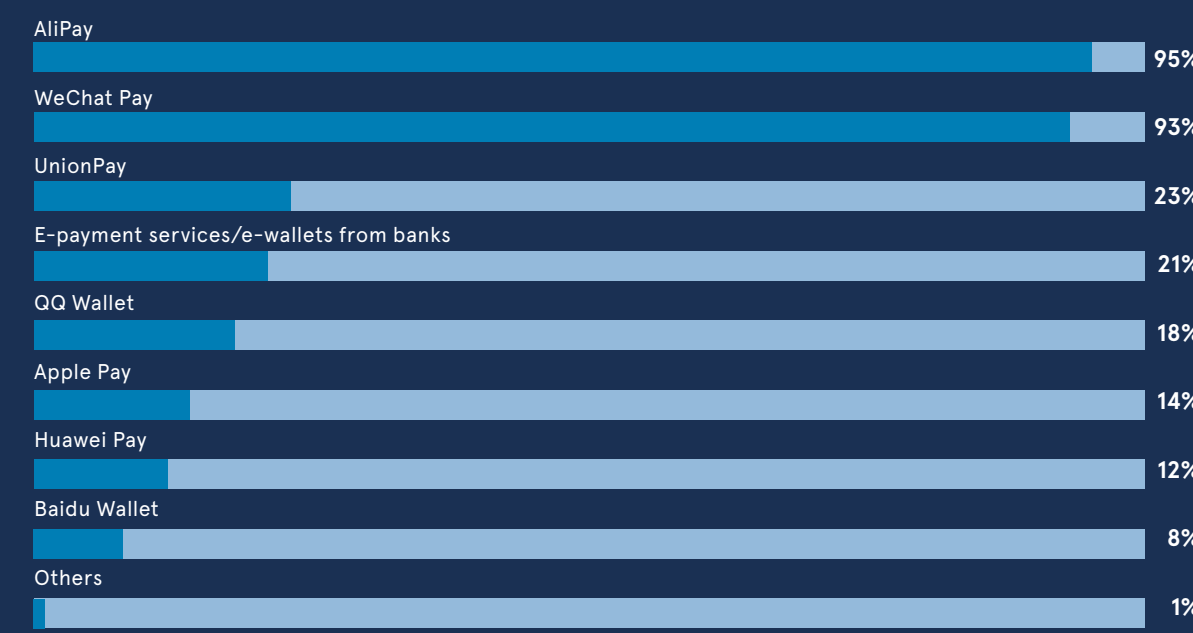 AliPay
95%
WeChat Pay
93%
UnionPay
23%
E-payment services/e-wallets from banks
21%
QQ Wallet
18%
Apple Pay
14%
Huawei Pay
12%
Baidu Wallet
8%
Others
1%